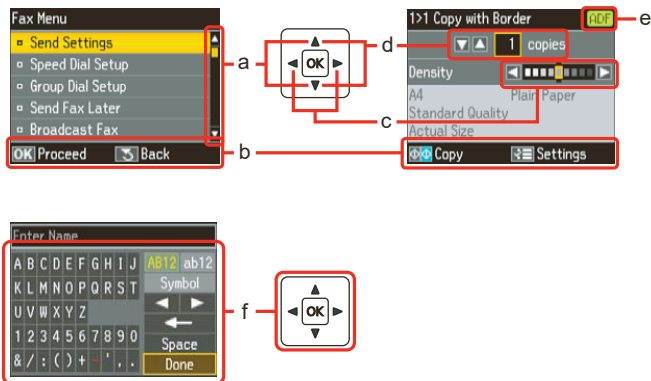 Fax Menu
Send Settings
Speed Dial Setup
Group Dial Setup
Send Fax Later
Broadcast Fax
OK Proceed Back
a
b
OK
d
c
1>1 Copy with Border ADF
e
1 copies
Density
A4 Plain Paper
Standard Quality
Actual Size
Copy Settings
Enter Name
A B C D E F G H I J AB12 ab12
K L M N O P Q R S T Symbol
U V W X Y Z
1 2 3 4 5 6 7 8 9 0 Space
& / : ( ) + - ' , . Done
f
OK